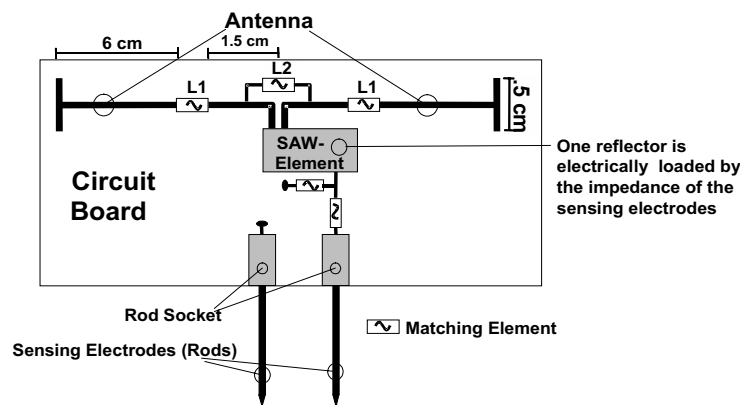 Antenna
6 cm
1.5 cm
L1
L2
L1
.5 cm
SAW-
Element
One reflector is
electrically loaded by
the impedance of the
sensing electrodes
Circuit
Board
Rod Socket
Matching Element
Sensing Electrodes (Rods)